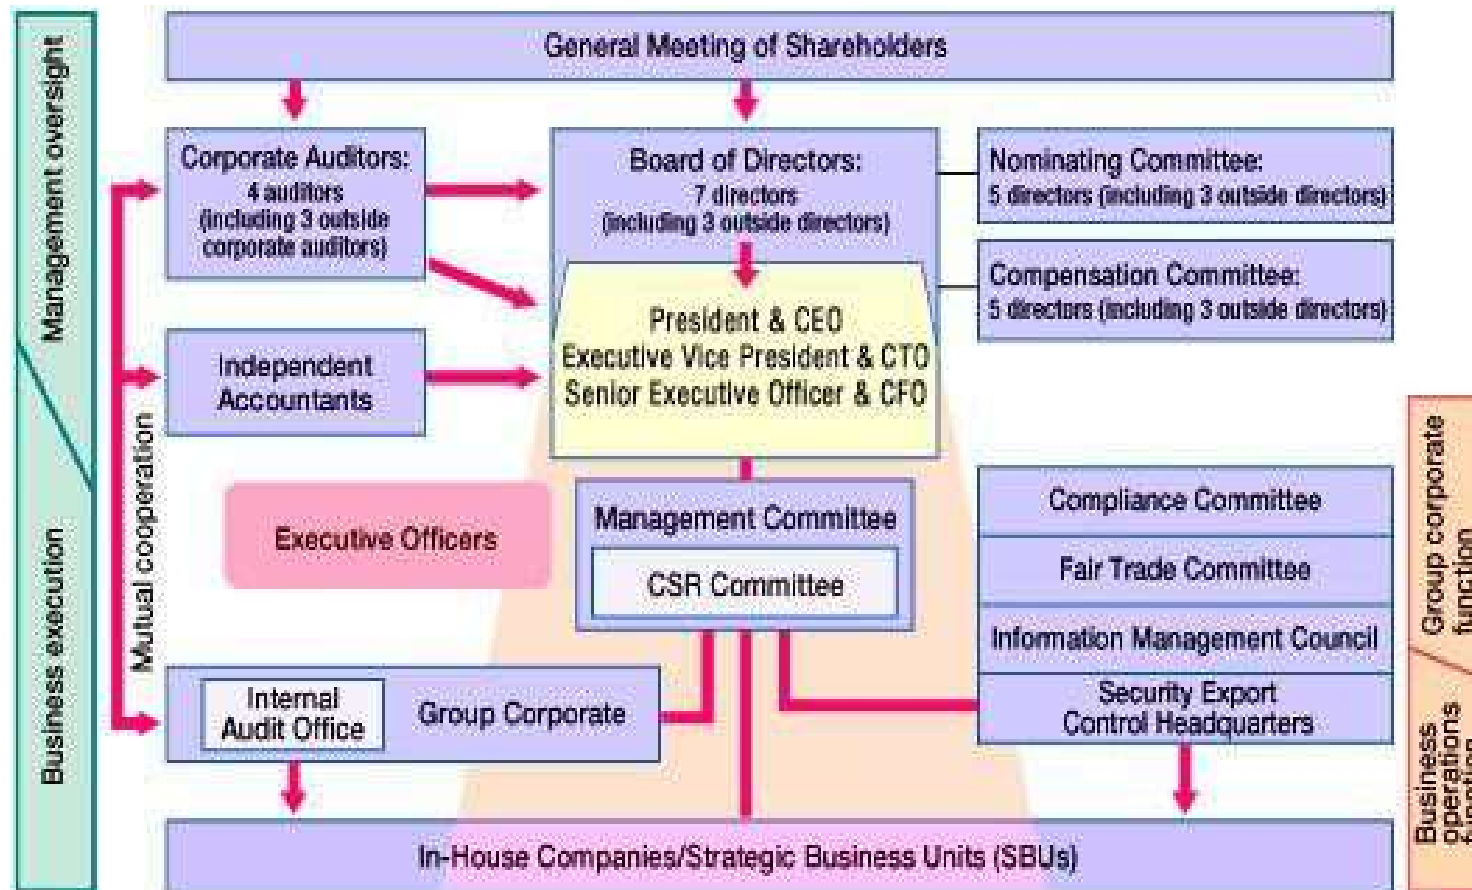 General Meeting of Shareholders
Management oversight
Business execution
Mutual cooperation
Corporate Auditors:
4 auditors
(including 3 outside
corporate auditors)
Board of Directors:
7 directors
(including 3 outside directors)
Nominating Committee:
5 directors (including 3 outside directors)
Compensation Committee:
5 directors (including 3 outside directors)
President & CEO
Executive Vice President & CTO
Senior Executive Officer & CFO
Independent
Accountants
Executive Officers
Management Committee
CSR Committee
Compliance Committee
Fair Trade Committee
Information Management Council
Security Export
Control Headquarters
Internal
Audit Office
Group Corporate
Group corporate
function
Business
operations
In-House Companies/Strategic Business Units (SBUs)